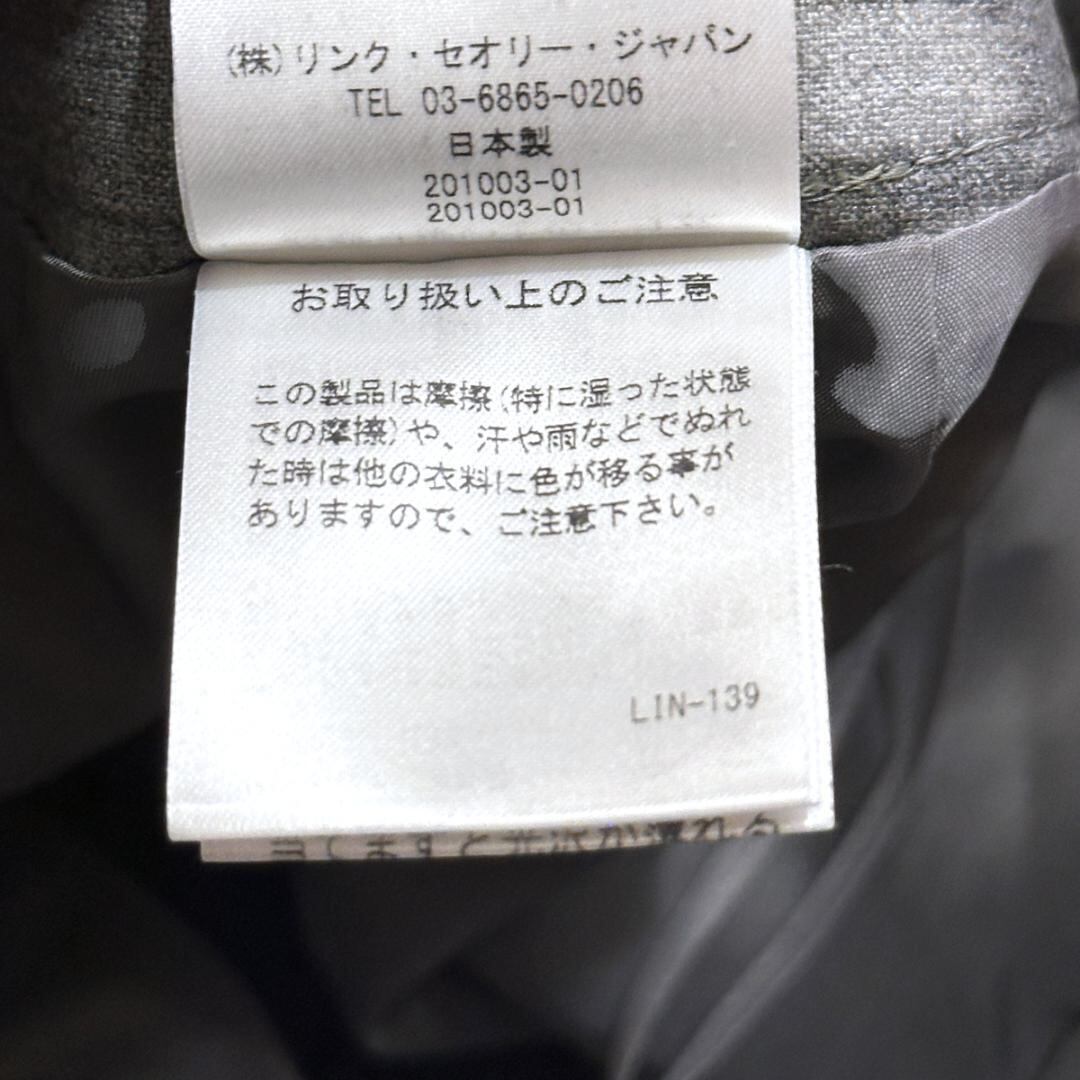 (株)リンク・セオリー・ジャパン
TEL 03-6865-0206
日本製
201003-01
201003-01
お取り扱い上のご注意
この製品は摩擦(特に湿った状態
での摩擦)や、汗や雨などでぬれ
た時は他の衣料に色が移る事が
ありますので、ご注意下さい。
LIN-139